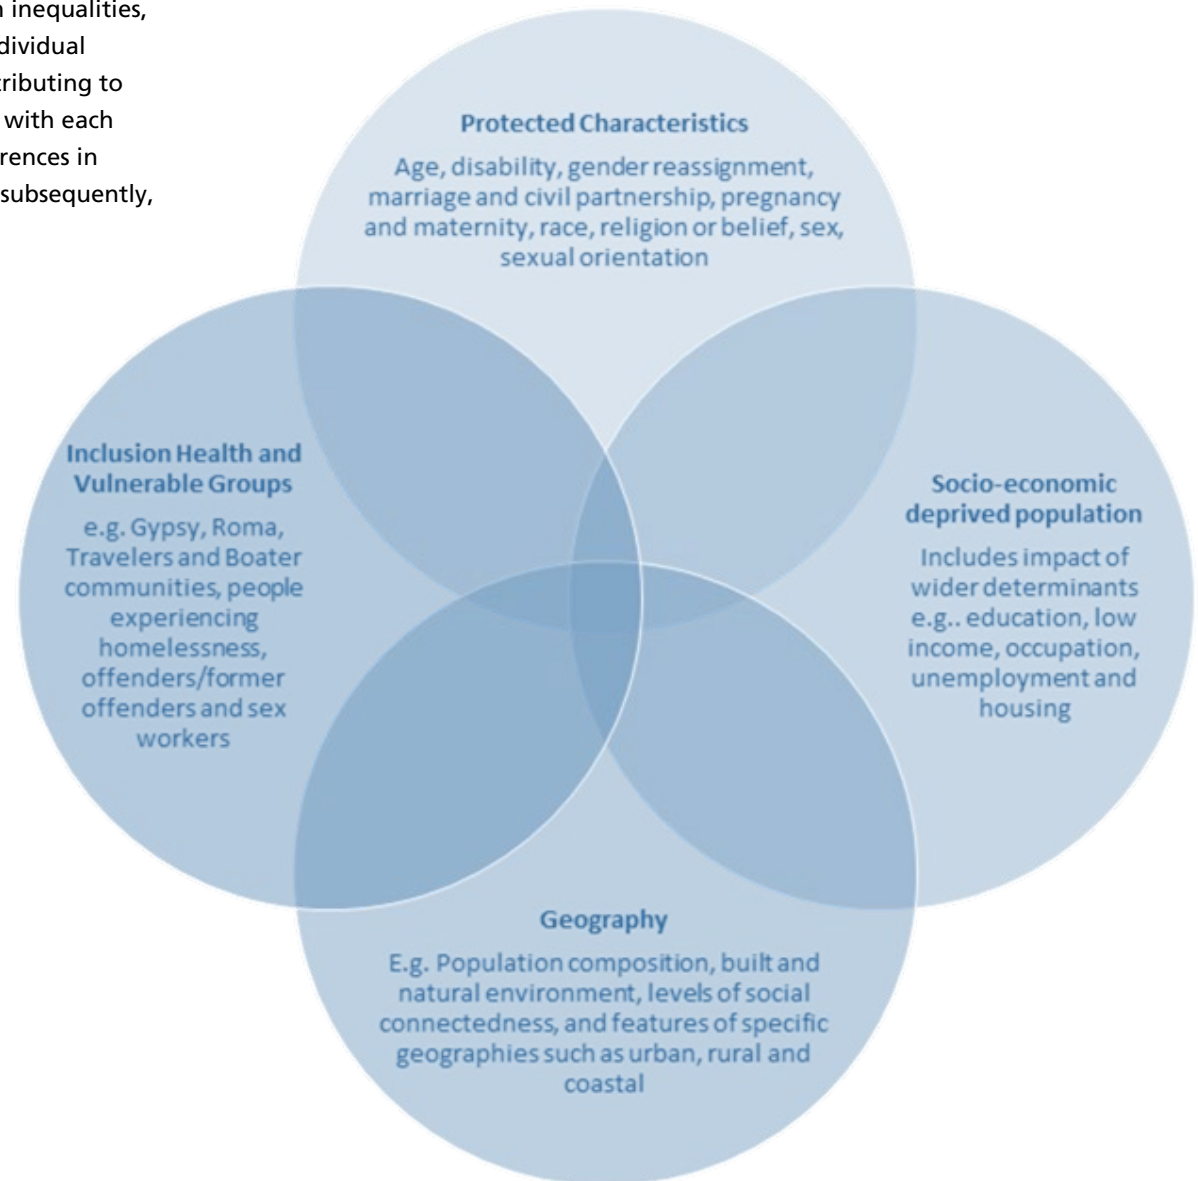 inequalities,
dividual
tributing to
with each
rences in
subsequently,
Protected Characteristics
Age, disability, gender reassignment,
marriage and civil partnership, pregnancy
and maternity, race, religion or belief, sex,
sexual orientation
Inclusion Health and
Vulnerable Groups
e.g. Gypsy, Roma,
Travelers and Boater
communities, people
experiencing
homelessness,
offenders/former
offenders and sex
workers
Socio-economic
deprived population
Includes impact of
wider determinants
e.g.. education, low
income, occupation,
unemployment and
housing
Geography
E.g. Population composition, built and
natural environment, levels of social
connectedness, and features of specific
geographies such as urban, rural and
coastal